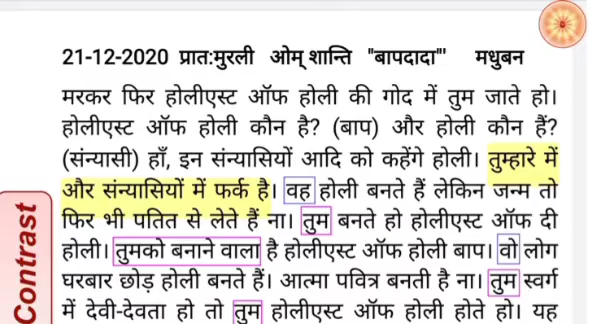 21-12-2020 प्रात:मुरली ओम् शान्ति "बापदादा"' मधुबन
मरकर फिर होलीएस्ट ऑफ होली की गोद में तुम जाते हो।
होलीएस्ट ऑफ होली कौन है? (बाप) और होली कौन हैं?
(संन्यासी) हाँ, इन संन्यासियों आदि को कहेंगे होली। तुम्हारे में
और संन्यासियों में फर्क है। वह होली बनते हैं लेकिन जन्म तो
फिर भी पतित से लेते हैं ना। तुम बनते हो होलीएस्ट ऑफ दी
होली। तुमको बनाने वाला है होलीएस्ट ऑफ होली बाप। वो लोग
घरबार छोड़ होली बनते हैं। आत्मा पवित्र बनती है ना। तुम स्वर्ग
में देवी-देवता हो तो तुम होलीएस्ट ऑफ होली होते हो। यह
Contrast